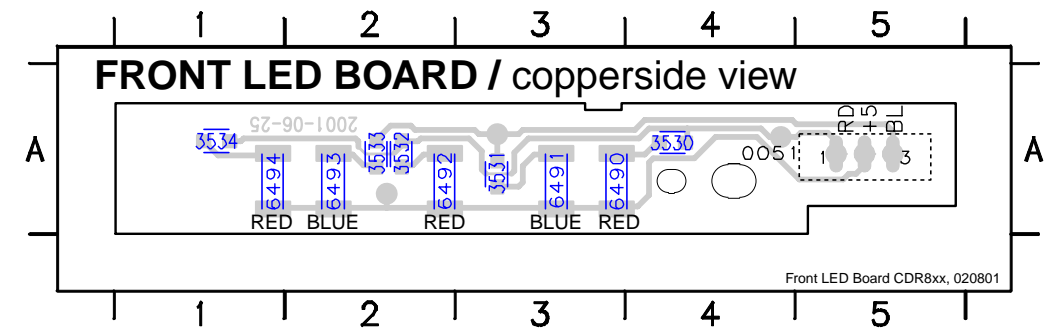 1 2 3 4 5
FRONT LED BOARD / copperside view
A A
2001-06-25
RD +5 BL
3534 3533 3532 3531 3530
0051 1 3
6494 6493 6492 6491 6490
RED BLUE RED BLUE RED
Front LED Board CDR8xx, 020801
1 2 3 4 5